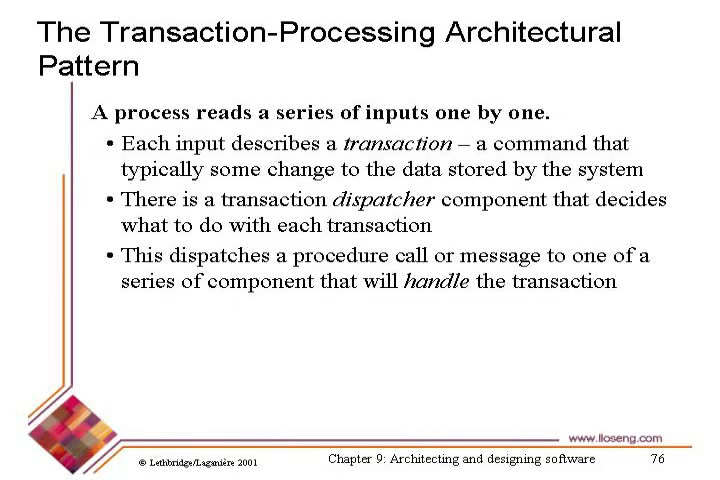 The Transaction-Processing Architectural
Pattern
A process reads a series of inputs one by one.
• Each input describes a transaction – a command that
typically some change to the data stored by the system
• There is a transaction dispatcher component that decides
what to do with each transaction
• This dispatches a procedure call or message to one of a
series of component that will handle the transaction
www.lloseng.com
© Lethbridge/Laganière 2001
Chapter 9: Architecting and designing software
76